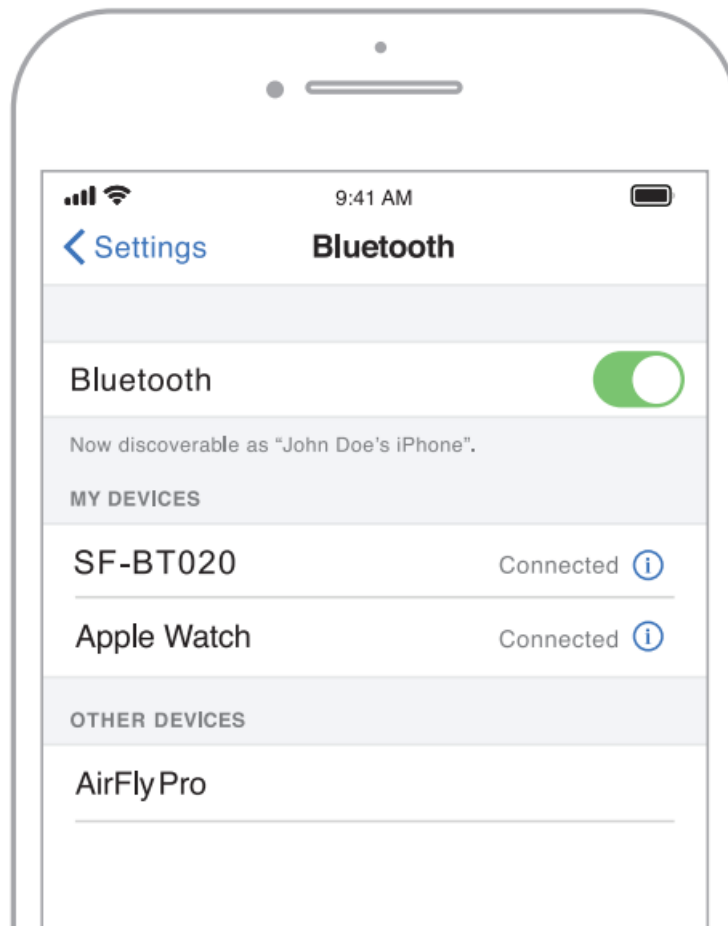 9:41 AM
Settings Bluetooth
Bluetooth
Now discoverable as “John Doe’s iPhone”.
MY DEVICES
SF-BT020 Connected i
Apple Watch Connected i
OTHER DEVICES
AirFly Pro